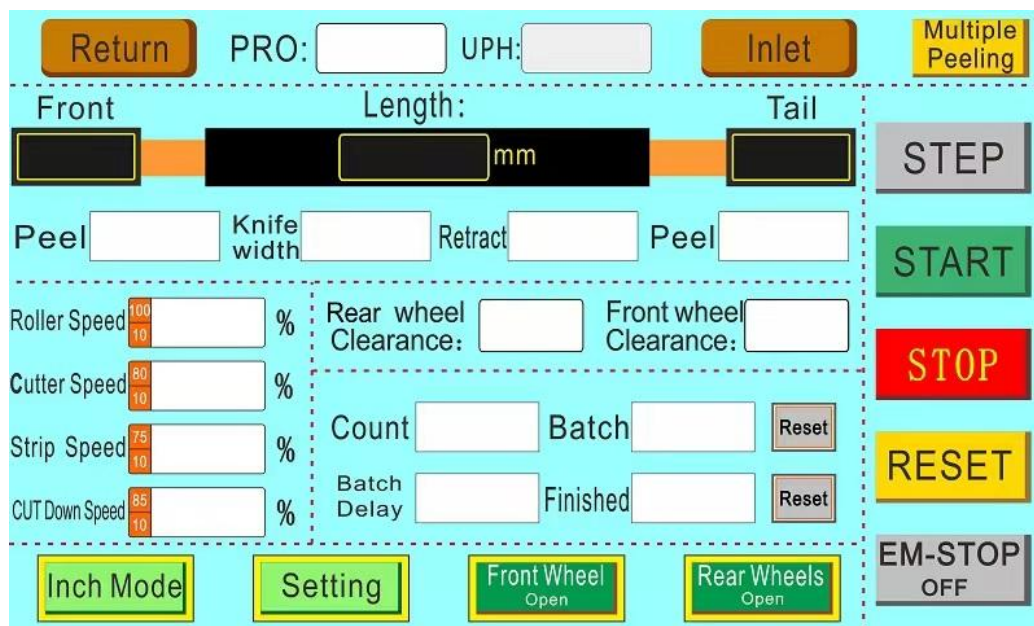 Return PRO: UPH: Inlet Multiple
Peeling
Front Length: Tail
mm
STEP
Peel Knife
width Retract Peel
START
Roller Speed 100
10 %
Rear wheel
Clearance:
Front wheel
Clearance:
STOP
Cutter Speed 80
10 %
Strip Speed 75
10 %
Count Batch Reset
RESET
CUT Down Speed 85
10 %
Batch
Delay Finished Reset
Inch Mode Setting Front Wheel
Open
Rear Wheels
Open
EM-STOP
OFF